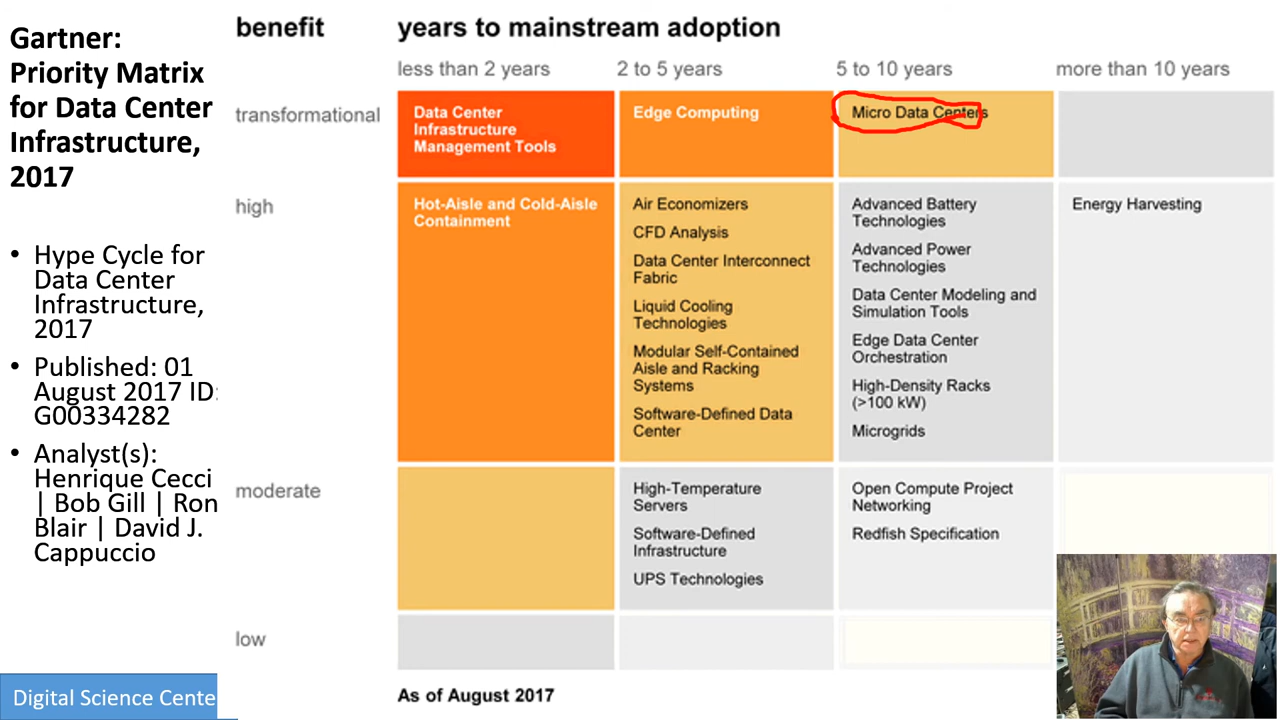 Gartner:
Priority Matrix
for Data Center
Infrastructure,
2017
• Hype Cycle for
Data Center
Infrastructure,
2017
• Published: 01
August 2017 ID:
G00334282
• Analyst(s):
Henrique Cecci
| Bob Gill | Ron
Blair | David J.
Cappuccio
Digital Science Cente
benefit
years to mainstream adoption
less than 2 years
2 to 5 years
5 to 10 years
more than 10 years
transformational
Data Center
Infrastructure
Management Tools
Edge Computing
Micro Data Centers
high
Hot-Aisle and Cold-Aisle
Containment
Air Economizers
CFD Analysis
Data Center Interconnect
Fabric
Liquid Cooling
Technologies
Modular Self-Contained
Aisle and Racking
Systems
Software-Defined Data
Center
Advanced Battery
Technologies
Advanced Power
Technologies
Data Center Modeling and
Simulation Tools
Edge Data Center
Orchestration
High-Density Racks
(>100 kW)
Microgrids
Energy Harvesting
moderate
High-Temperature
Servers
Software-Defined
Infrastructure
UPS Technologies
Open Compute Project
Networking
Redfish Specification
low
As of August 2017